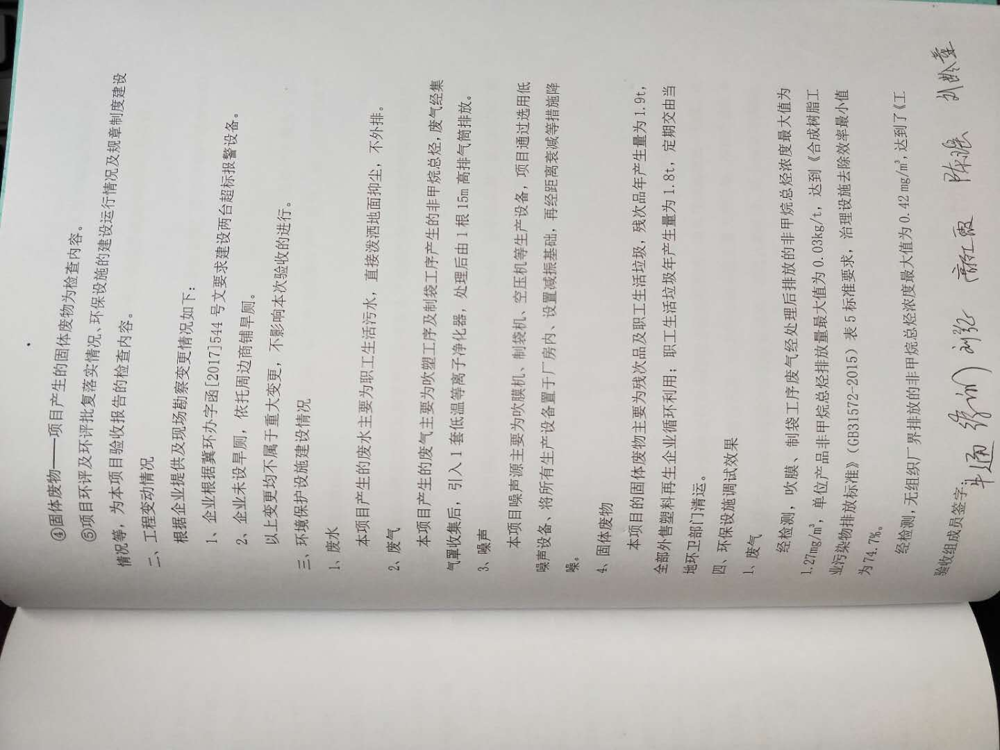 ④固体废物——项目产生的固体废物为检查内容。
⑤项目环评及环评批复落实情况、环保设施的建设运行情况及规章制度建设
情况等，为本项目验收报告的检查内容。
二、工程变动情况
根据企业提供及现场勘察变更情况如下：
1、企业根据冀环办字函[2017]544 号文要求建设两台超标报警设备。
2、企业未设旱厕，依托周边商铺旱厕。
以上变更均不属于重大变更，不影响本次验收的进行。
三、环境保护设施建设情况
1、废水
本项目产生的废水主要为职工生活污水，直接泼洒地面抑尘，不外排。
2、废气
本项目产生的废气主要为吹塑工序及制袋工序产生的非甲烷总烃，废气经集
气罩收集后，引入 1 套低温等离子净化器，处理后由 1 根 15m 高排气筒排放。
3、噪声
本项目噪声源主要为吹膜机、制袋机、空压机等生产设备，项目通过选用低
噪声设备、将所有生产设备置于厂房内、设置减振基础，再经距离衰减等措施降
噪。
4、固体废物
本项目的固体废物主要为残次品及职工生活垃圾，残次品年产生量为 1.9t，
全部外售塑料再生企业循环利用；职工生活垃圾年产生量为 1.8t，定期交由当
地环卫部门清运。
四、环保设施调试效果
1、废气
经检测，吹膜、制袋工序废气经处理后排放的非甲烷总烃浓度最大值为
1.27mg/m³，单位产品非甲烷总烃排放量最大值为 0.03kg/t，达到《合成树脂工
业污染物排放标准》（GB31572-2015）表 5 标准要求，治理设施去除效率最小值
为 74.7%。
经检测，无组织厂界排放的非甲烷总烃浓度最大值为 0.42 mg/m³，达到了《工
验收组成员签字：